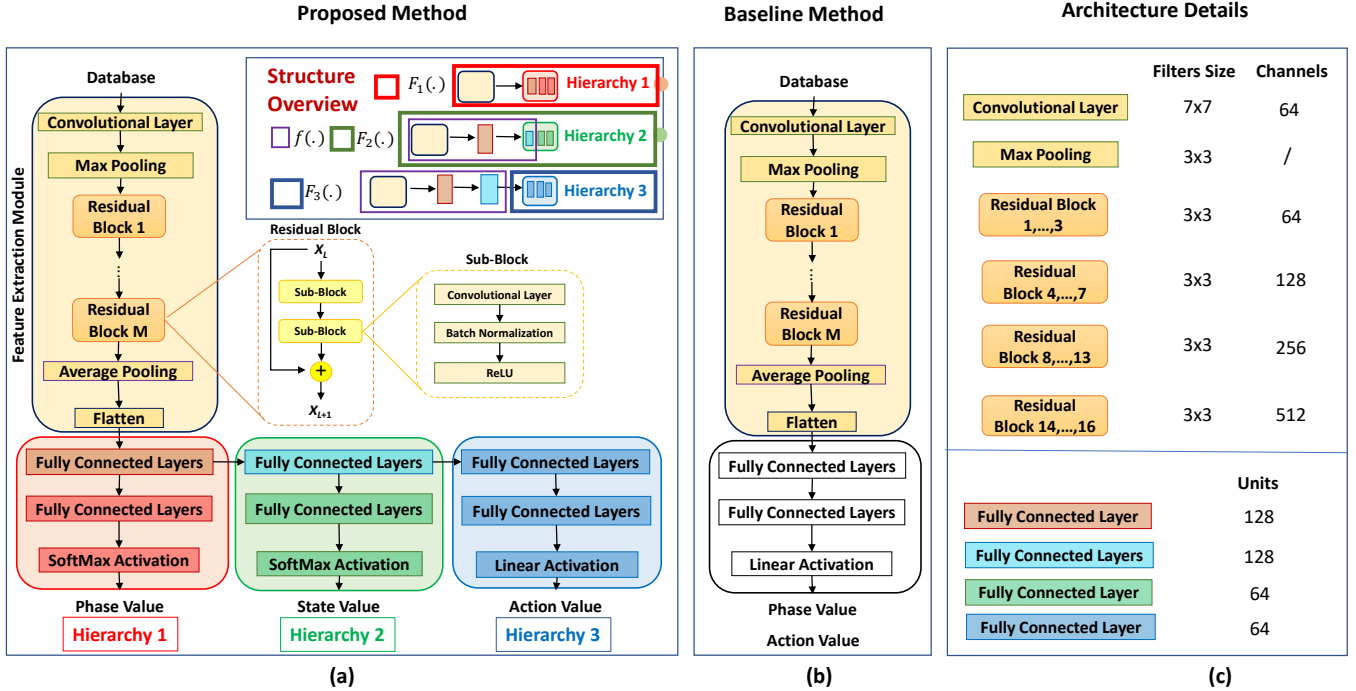 Proposed Method
Baseline Method
Architecture Details
Database
Feature Extraction Module
Convolutional Layer
Max Pooling
Residual
Block 1
Residual
Block M
Average Pooling
Flatten
Structure
Overview
F₁(.)
Hierarchy 1
f(.)
F₂(.)
Hierarchy 2
F₃(.)
Hierarchy 3
Residual Block
X_L
Sub-Block
Sub-Block
+
X_{L+1}
Sub-Block
Convolutional Layer
Batch Normalization
ReLU
Fully Connected Layers
Fully Connected Layers
SoftMax Activation
Phase Value
Hierarchy 1
Fully Connected Layers
Fully Connected Layers
SoftMax Activation
State Value
Hierarchy 2
Fully Connected Layers
Fully Connected Layers
Linear Activation
Action Value
Hierarchy 3
(a)
Database
Convolutional Layer
Max Pooling
Residual
Block 1
Residual
Block M
Average Pooling
Flatten
Fully Connected Layers
Fully Connected Layers
Linear Activation
Phase Value
Action Value
(b)
Filters Size Channels
Convolutional Layer 7x7 64
Max Pooling 3x3 /
Residual Block
1,...,3 3x3 64
Residual
Block 4,...,7 3x3 128
Residual
Block 8,...,13 3x3 256
Residual
Block 14,...,16 3x3 512
Units
Fully Connected Layer 128
Fully Connected Layers 128
Fully Connected Layer 64
Fully Connected Layer 64
(c)